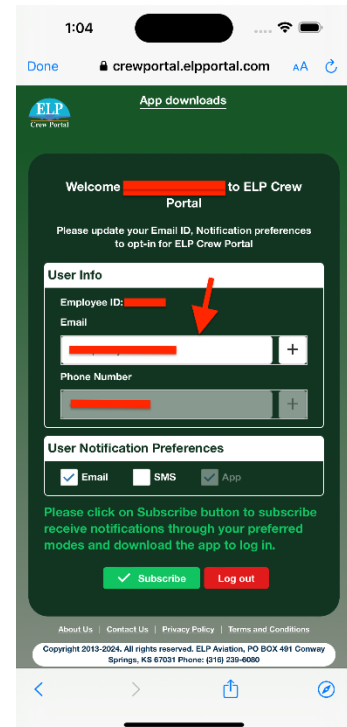 1:04
Done crewportal.elpportal.com AA
App downloads
ELP
Crew Portal
Welcome to ELP Crew
Portal
Please update your Email ID, Notification preferences
to opt-in for ELP Crew Portal
User Info
Employee ID:
Email
+
Phone Number
+
User Notification Preferences
Email SMS App
Please click on Subscribe button to subscribe
receive notifications through your preferred
modes and download the app to log in.
Subscribe Log out
About Us | Contact Us | Privacy Policy | Terms and Conditions
Copyright 2013-2024. All rights reserved. ELP Aviation, PO BOX 491 Conway
Springs, KS 67031 Phone: (316) 239-6080